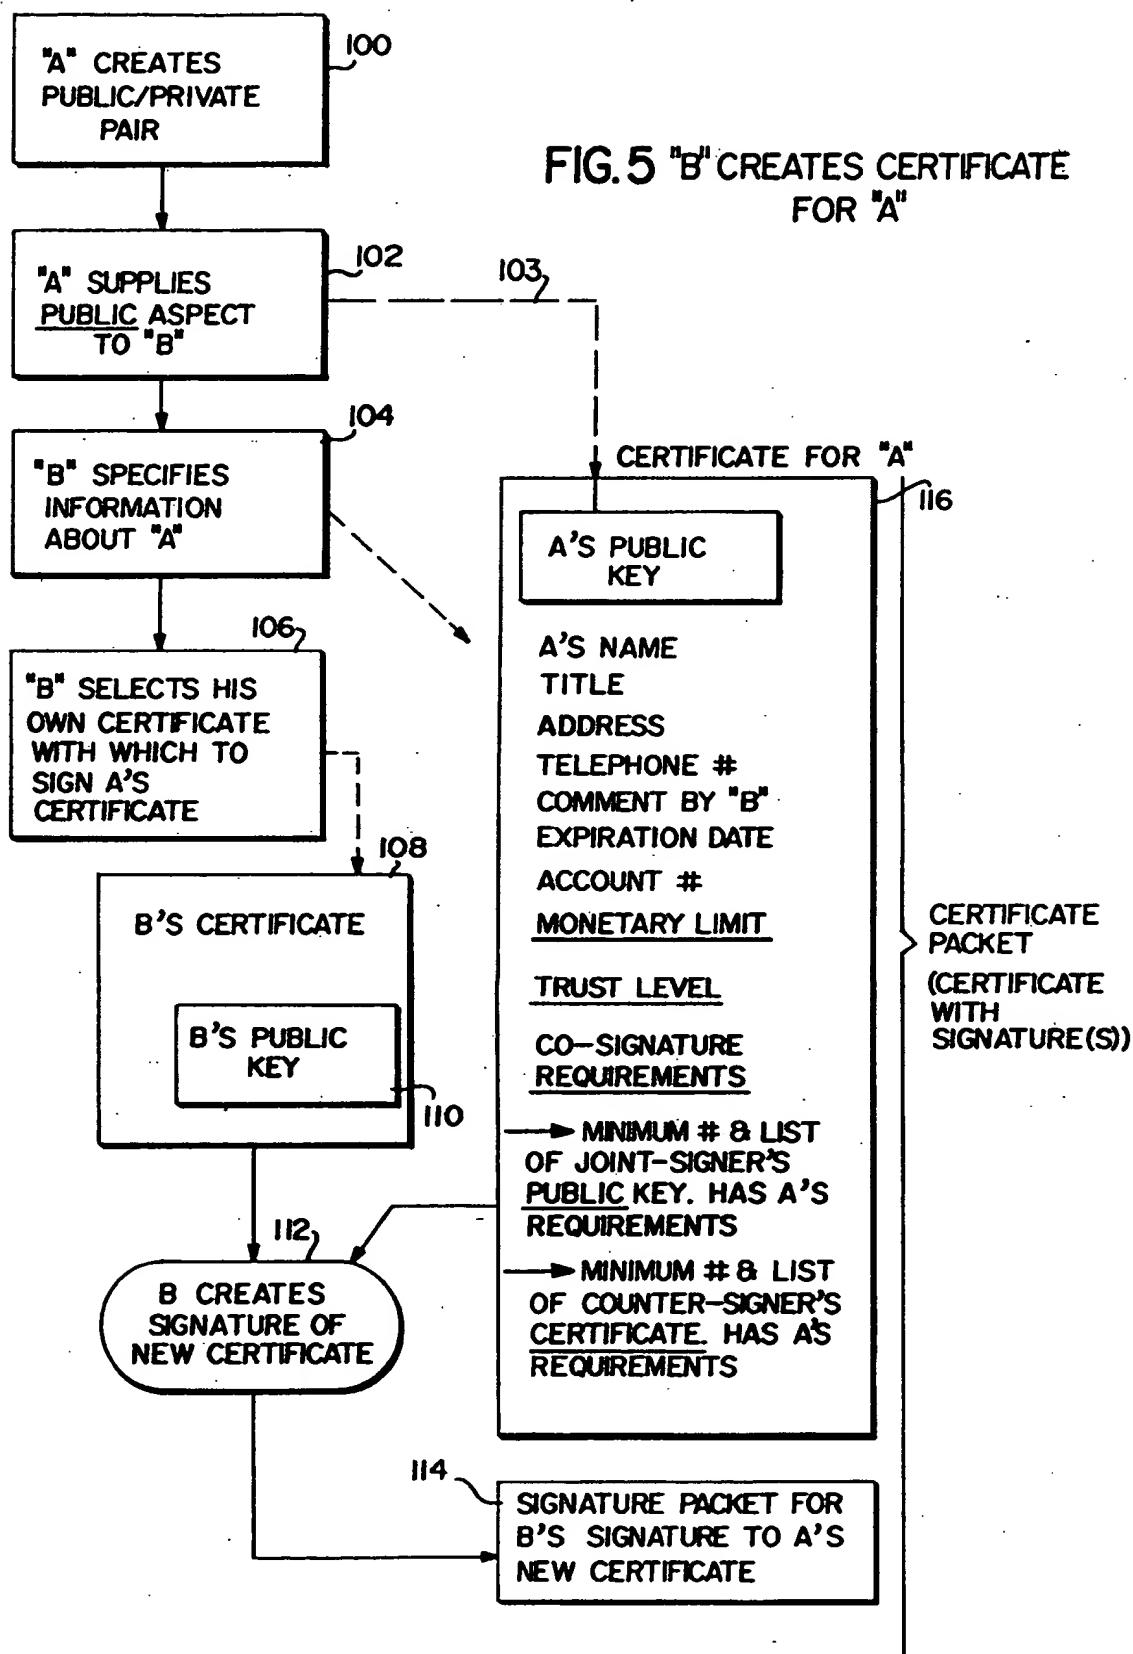 "A" CREATES
PUBLIC/PRIVATE
PAIR
100
FIG. 5 "B" CREATES CERTIFICATE
FOR "A"
102
"A" SUPPLIES
PUBLIC ASPECT
TO "B"
103
104
"B" SPECIFIES
INFORMATION
ABOUT "A"
106
"B" SELECTS HIS
OWN CERTIFICATE
WITH WHICH TO
SIGN A'S
CERTIFICATE
108
B'S CERTIFICATE
B'S PUBLIC
KEY
110
112
B CREATES
SIGNATURE OF
NEW CERTIFICATE
CERTIFICATE FOR "A"
116
A'S PUBLIC
KEY
A'S NAME
TITLE
ADDRESS
TELEPHONE #
COMMENT BY "B"
EXPIRATION DATE
ACCOUNT #
MONETARY LIMIT
TRUST LEVEL
CO-SIGNATURE
REQUIREMENTS
MINIMUM # & LIST
OF JOINT-SIGNER'S
PUBLIC KEY. HAS A'S
REQUIREMENTS
MINIMUM # & LIST
OF COUNTER-SIGNER'S
CERTIFICATE. HAS A'S
REQUIREMENTS
CERTIFICATE
PACKET
(CERTIFICATE
WITH
SIGNATURE(S))
114
SIGNATURE PACKET FOR
B'S SIGNATURE TO A'S
NEW CERTIFICATE